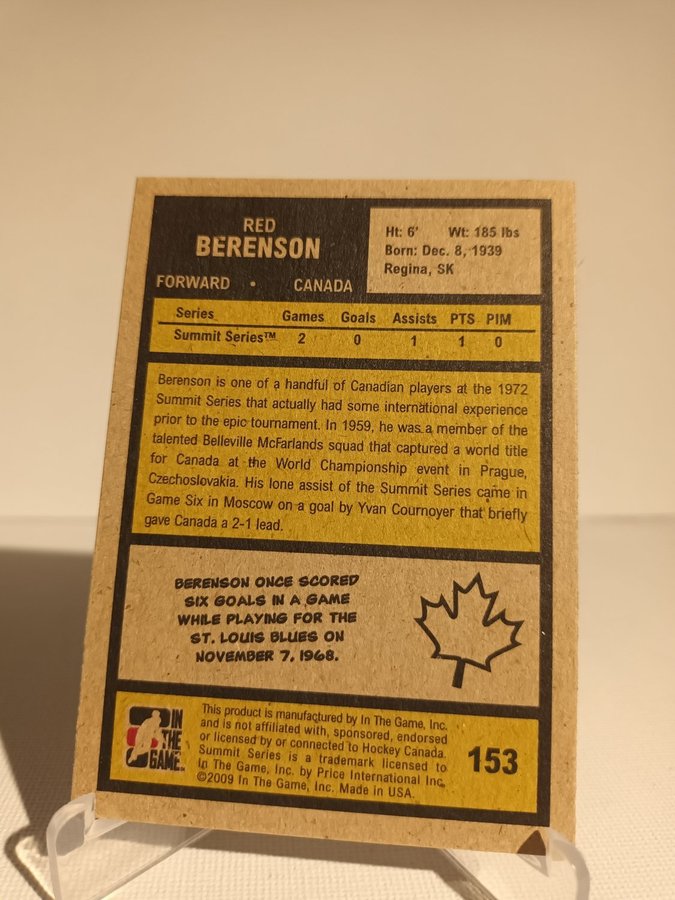 RED
BERENSON
FORWARD • CANADA
Ht: 6' Wt: 185 lbs
Born: Dec. 8, 1939
Regina, SK
Series Games Goals Assists PTS PIM
Summit Series™ 2 0 1 1 0
Berenson is one of a handful of Canadian players at the 1972
Summit Series that actually had some international experience
prior to the epic tournament. In 1959, he was a member of the
talented Belleville McFarlands squad that captured a world title
for Canada at the World Championship event in Prague,
Czechoslovakia. His lone assist of the Summit Series came in
Game Six in Moscow on a goal by Yvan Cournoyer that briefly
gave Canada a 2-1 lead.
BERENSON ONCE SCORED
SIX GOALS IN A GAME
WHILE PLAYING FOR THE
ST. LOUIS BLUES ON
NOVEMBER 7, 1968.
IN
THE
GAME
This product is manufactured by In The Game, Inc.
and is not affiliated with, sponsored, endorsed
or licensed by or connected to Hockey Canada.
Summit Series is a trademark licensed to
In The Game, Inc. by Price International Inc.
©2009 In The Game, Inc. Made in USA.
153